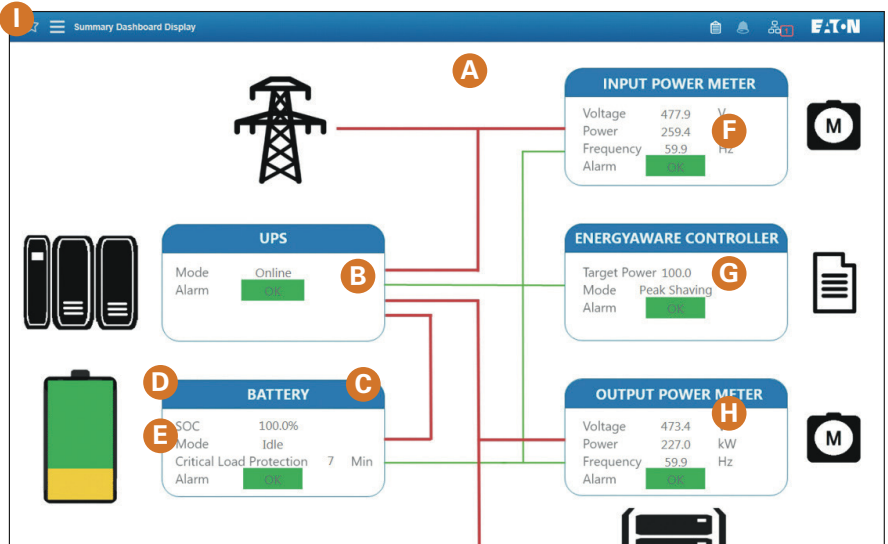 I
Summary Dashboard Display
EATON
A
INPUT POWER METER
Voltage 477.9 V
Power 259.4
Frequency 59.9 Hz
Alarm OK
F
M
UPS
Mode Online
Alarm OK
B
ENERGYAWARE CONTROLLER
Target Power 100.0
Mode Peak Shaving
Alarm OK
G
D
BATTERY
C
SOC 100.0%
E
Mode Idle
Critical Load Protection 7 Min
Alarm OK
OUTPUT POWER METER
H
Voltage 473.4
Power 227.0 kW
Frequency 59.9 Hz
Alarm OK
M